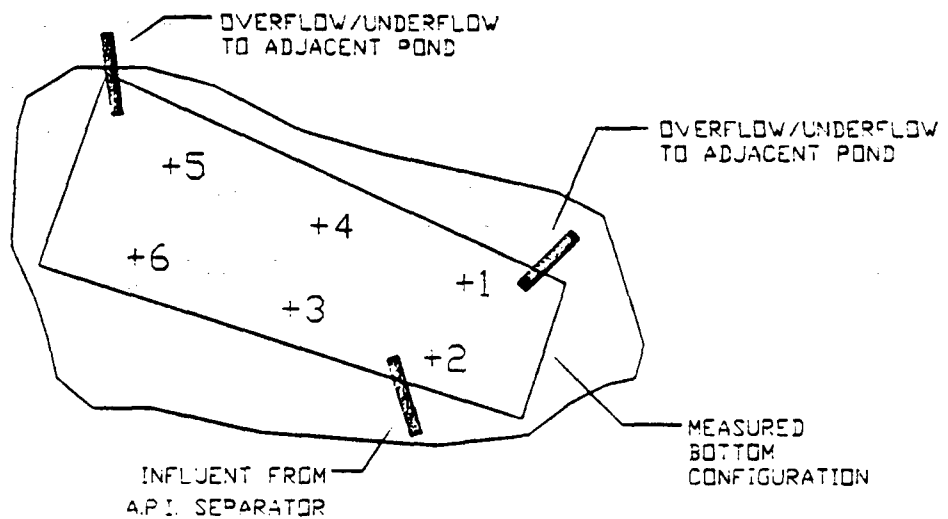 OVERFLOW/UNDERFLOW
TO ADJACENT POND
OVERFLOW/UNDERFLOW
TO ADJACENT POND
+5
+4
+6
+1
+3
+2
MEASURED
BOTTOM
CONFIGURATION
INFLUENT FROM
A.P.I. SEPARATOR